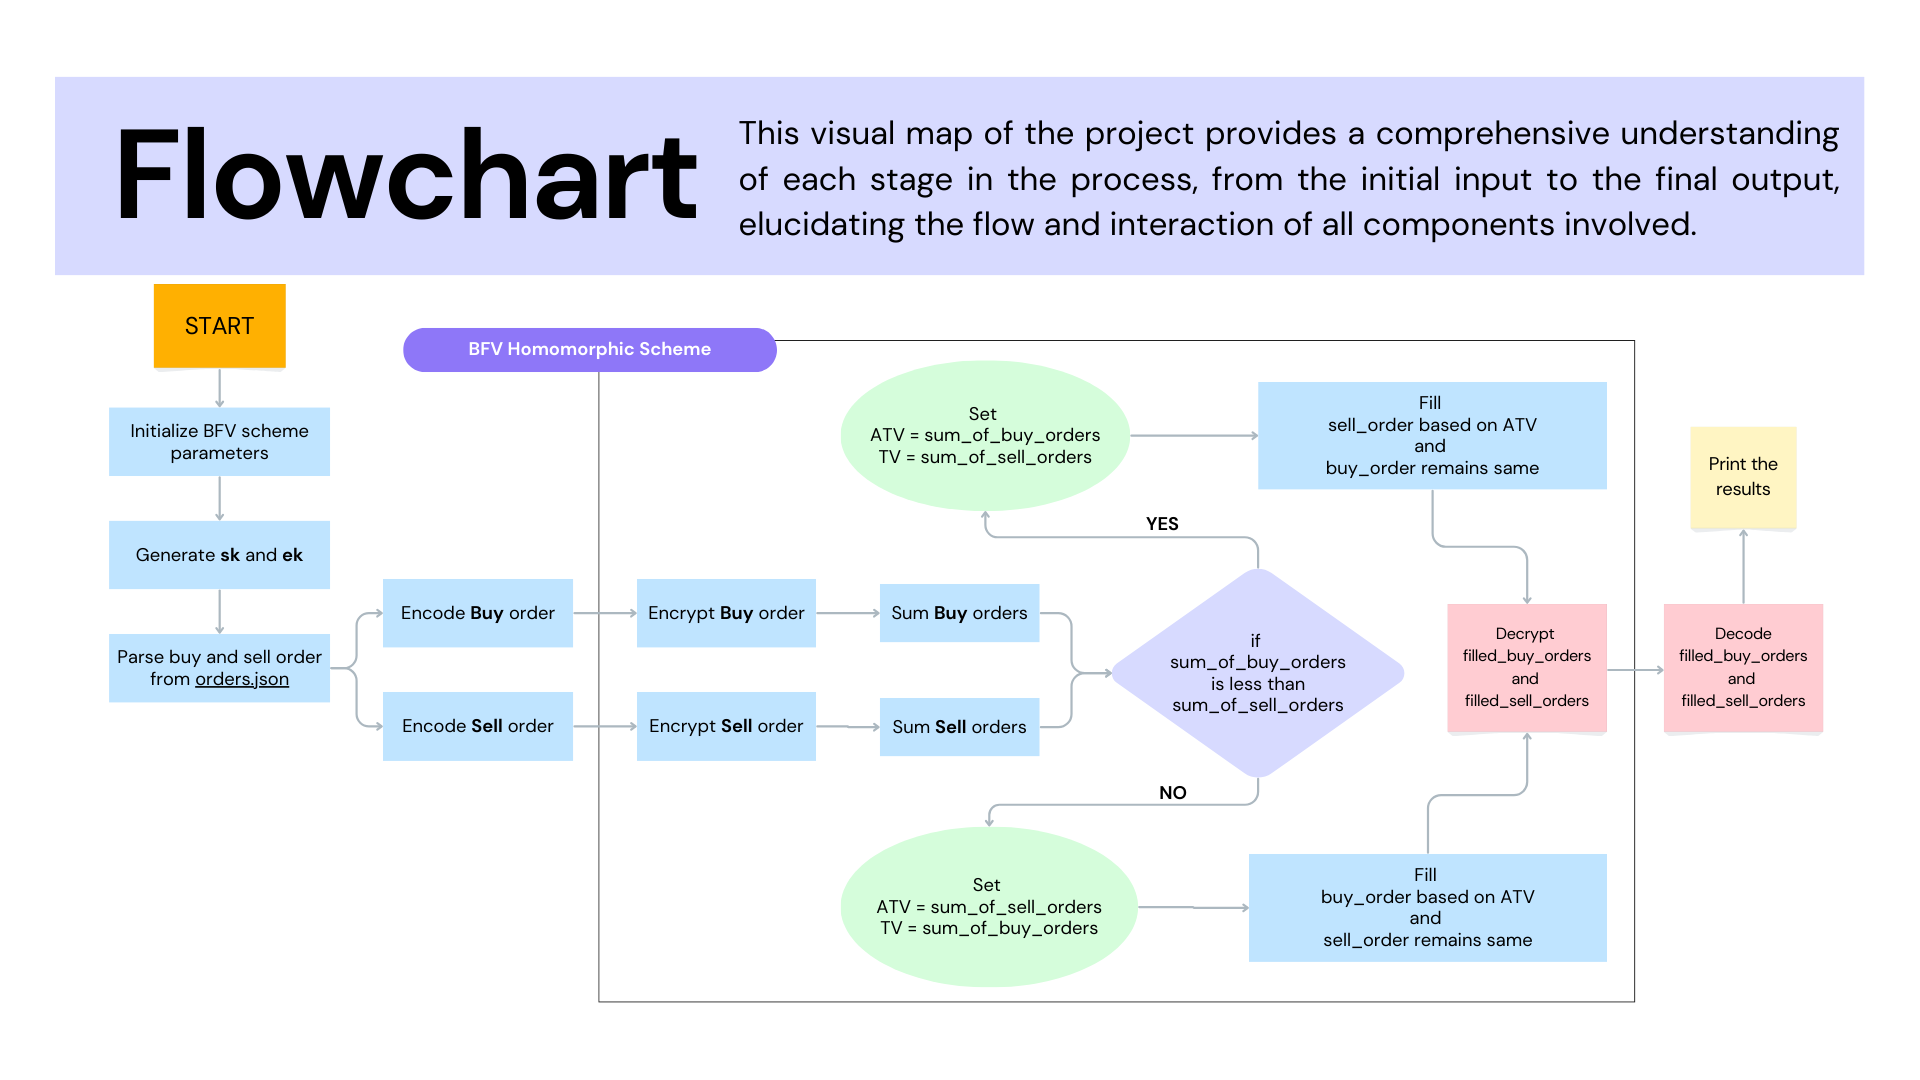 Flowchart
This visual map of the project provides a comprehensive understanding
of each stage in the process, from the initial input to the final output,
elucidating the flow and interaction of all components involved.
START
Initialize BFV scheme
parameters
Generate sk and ek
Parse buy and sell order
from orders.json
Encode Buy order
Encode Sell order
BFV Homomorphic Scheme
Encrypt Buy order
Encrypt Sell order
Sum Buy orders
Sum Sell orders
if
sum_of_buy_orders
is less than
sum_of_sell_orders
YES
Set
ATV = sum_of_buy_orders
TV = sum_of_sell_orders
Fill
sell_order based on ATV
and
buy_order remains same
NO
Set
ATV = sum_of_sell_orders
TV = sum_of_buy_orders
Fill
buy_order based on ATV
and
sell_order remains same
Decrypt
filled_buy_orders
and
filled_sell_orders
Decode
filled_buy_orders
and
filled_sell_orders
Print the
results